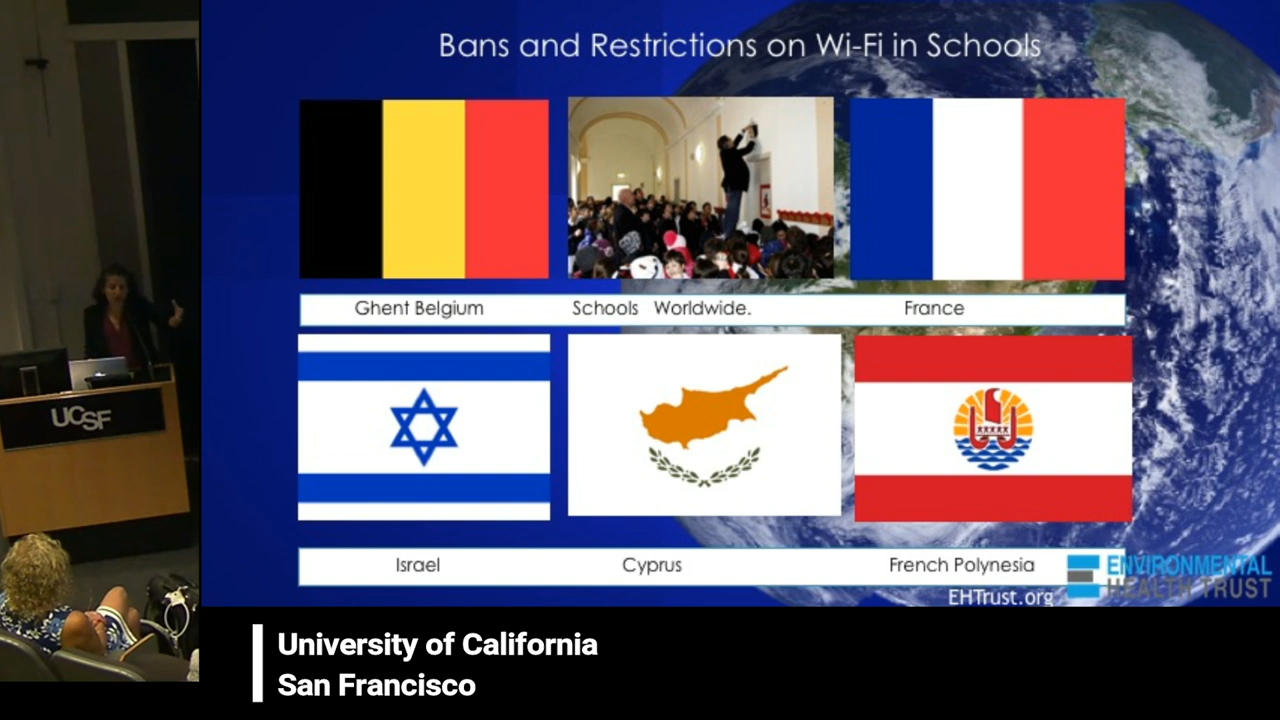 Bans and Restrictions on Wi-Fi in Schools
Ghent Belgium Schools Worldwide. France
Israel Cyprus French Polynesia
ENVIRONMENTAL
HEALTH TRUST
EHTrust.org
UCSF
University of California
San Francisco